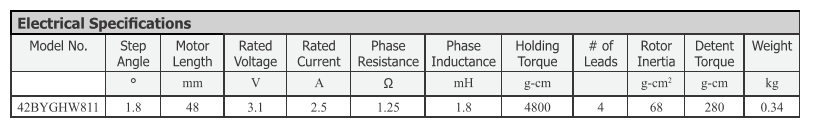 Electrical Specifications
Model No. Step Angle Motor Length Rated Voltage Rated Current Phase Resistance Phase Inductance Holding Torque # of Leads Rotor Inertia Detent Torque Weight
° mm V A Ω mH g-cm g-cm² g-cm kg
42BYGHW811 1.8 48 3.1 2.5 1.25 1.8 4800 4 68 280 0.34